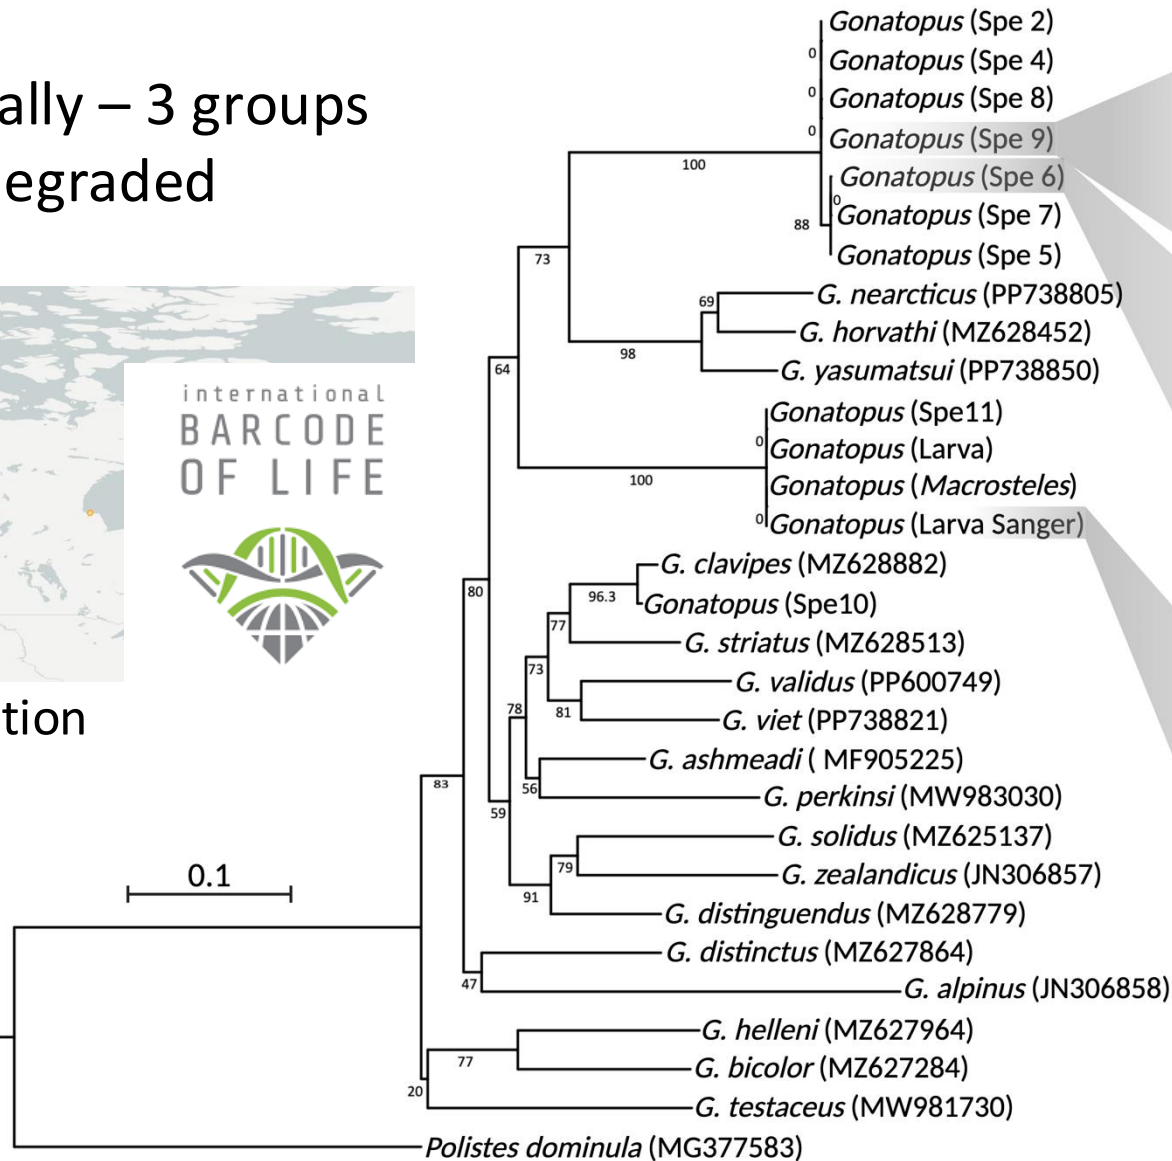 ally – 3 groups
egraded
international
BARCODE
OF LIFE
tion
0.1
Gonatopus (Spe 2)
0
Gonatopus (Spe 4)
0
Gonatopus (Spe 8)
0
Gonatopus (Spe 9)
100
Gonatopus (Spe 6)
0
Gonatopus (Spe 7)
88
Gonatopus (Spe 5)
73
G. nearcticus (PP738805)
69
G. horvathi (MZ628452)
98
G. yasumatsui (PP738850)
64
Gonatopus (Spe11)
0
Gonatopus (Larva)
100
Gonatopus (Macrosteles)
0
Gonatopus (Larva Sanger)
G. clavipes (MZ628882)
80
96.3
Gonatopus (Spe10)
77
G. striatus (MZ628513)
73
G. validus (PP600749)
78
81
G. viet (PP738821)
G. ashmeadi ( MF905225)
83
56
G. perkinsi (MW983030)
59
G. solidus (MZ625137)
79
G. zealandicus (JN306857)
91
G. distinguendus (MZ628779)
G. distinctus (MZ627864)
47
G. alpinus (JN306858)
G. helleni (MZ627964)
77
G. bicolor (MZ627284)
20
G. testaceus (MW981730)
Polistes dominula (MG377583)